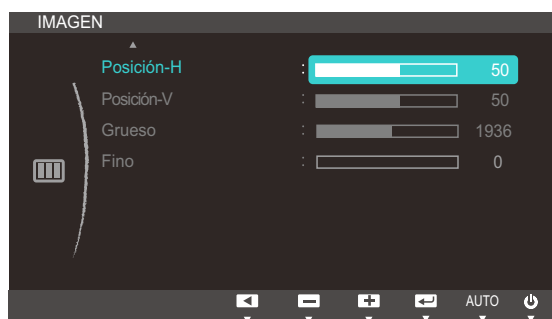 IMAGEN
Posición-H : 50
Posición-V : 50
Grueso : 1936
Fino : 0
AUTO